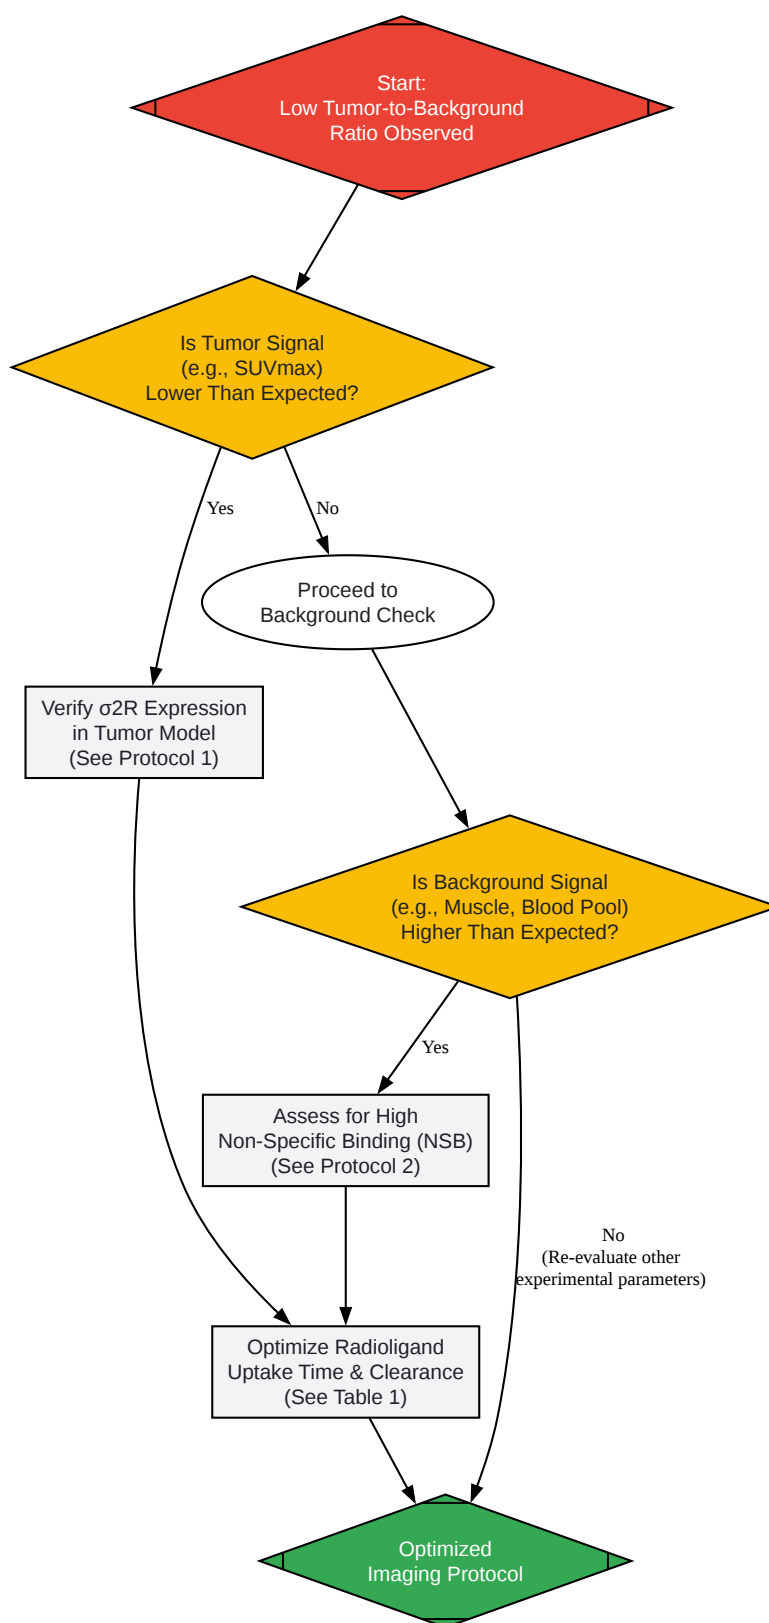 Start:
Low Tumor-to-Background
Ratio Observed
Is Tumor Signal
(e.g., SUVmax)
Lower Than Expected?
Yes
No
Proceed to
Background Check
Verify σ2R Expression
in Tumor Model
(See Protocol 1)
Is Background Signal
(e.g., Muscle, Blood Pool)
Higher Than Expected?
Yes
Assess for High
Non-Specific Binding (NSB)
(See Protocol 2)
No
(Re-evaluate other
experimental parameters)
Optimize Radioligand
Uptake Time & Clearance
(See Table 1)
Optimized
Imaging Protocol